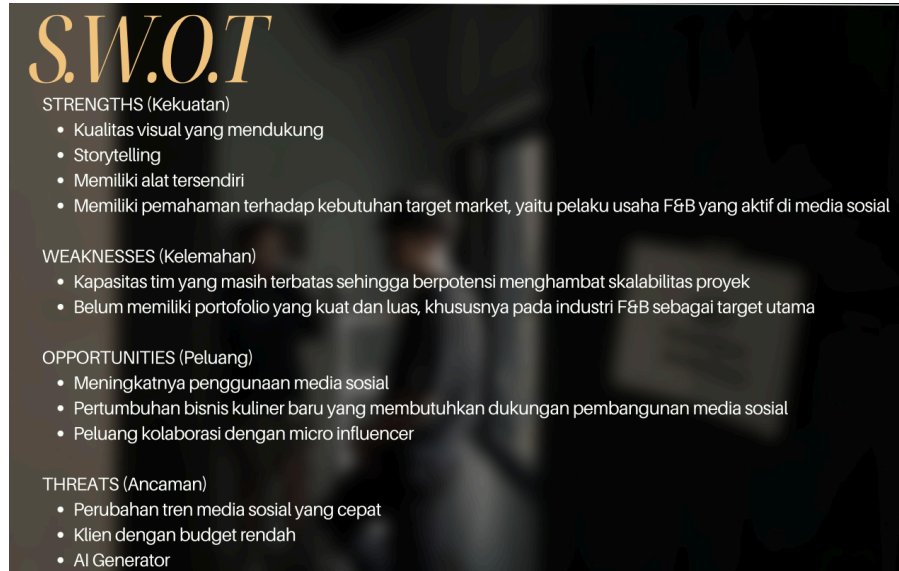 S.W.O.T
STRENGTHS (Kekuatan)
• Kualitas visual yang mendukung
• Storytelling
• Memiliki alat tersendiri
• Memiliki pemahaman terhadap kebutuhan target market, yaitu pelaku usaha F&B yang aktif di media sosial
WEAKNESSES (Kelemahan)
• Kapasitas tim yang masih terbatas sehingga berpotensi menghambat skalabilitas proyek
• Belum memiliki portofolio yang kuat dan luas, khususnya pada industri F&B sebagai target utama
OPPORTUNITIES (Peluang)
• Meningkatnya penggunaan media sosial
• Pertumbuhan bisnis kuliner baru yang membutuhkan dukungan pembangunan media sosial
• Peluang kolaborasi dengan micro influencer
THREATS (Ancaman)
• Perubahan tren media sosial yang cepat
• Klien dengan budget rendah
• AI Generator